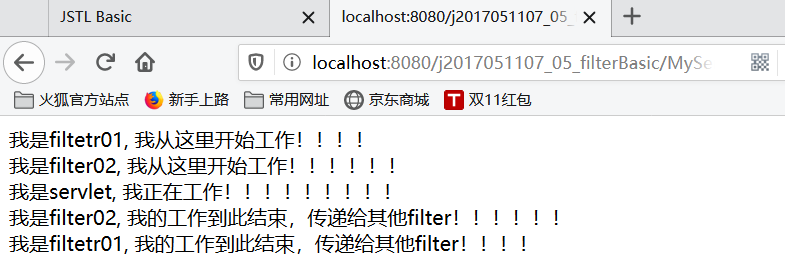 JSTL Basic
localhost:8080/j2017051107_05_
localhost:8080/j2017051107_05_filterBasic/MySe
火狐官方站点 新手上路 常用网址 京东商城 T 双11红包
我是filtetr01, 我从这里开始工作！！！！
我是filter02, 我从这里开始工作！！！！！！
我是servlet, 我正在工作！！！！！！！！！
我是filter02, 我的工作到此结束，传递给其他filter！！！！！！
我是filtetr01, 我的工作到此结束，传递给其他filter！！！！